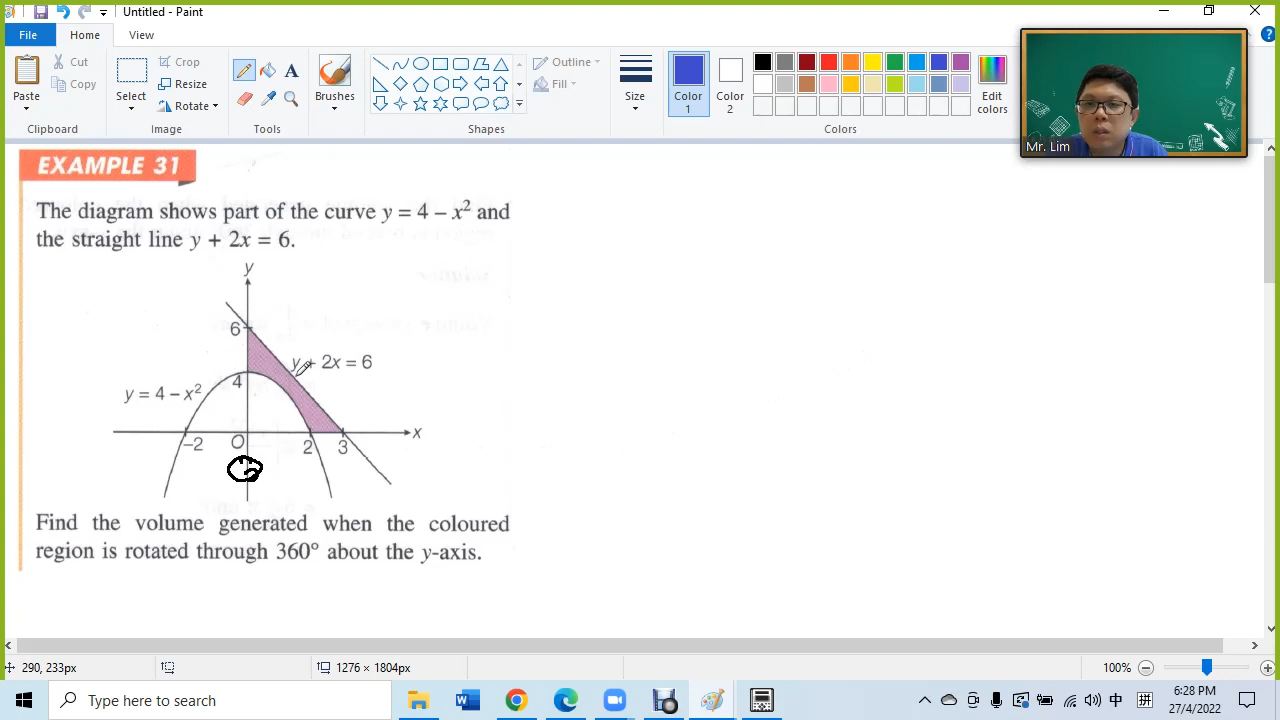 Untitled - Paint
File
Home
View
Paste
Cut
Copy
Clipboard
Select
Crop
Resize
Rotate
Image
A
Tools
Brushes
Outline
Fill
Shapes
Size
Color 1
Color 2
Edit colors
Colors
Mr. Lim
EXAMPLE 31
The diagram shows part of the curve y = 4 – x² and
the straight line y + 2x = 6.
y
6
y + 2x = 6
4
y = 4 – x²
–2
O
2
3
x
Find the volume generated when the coloured
region is rotated through 360° about the y-axis.
290, 233px
1276 × 1804px
100%
Type here to search
中
拼
6:28 PM
27/4/2022